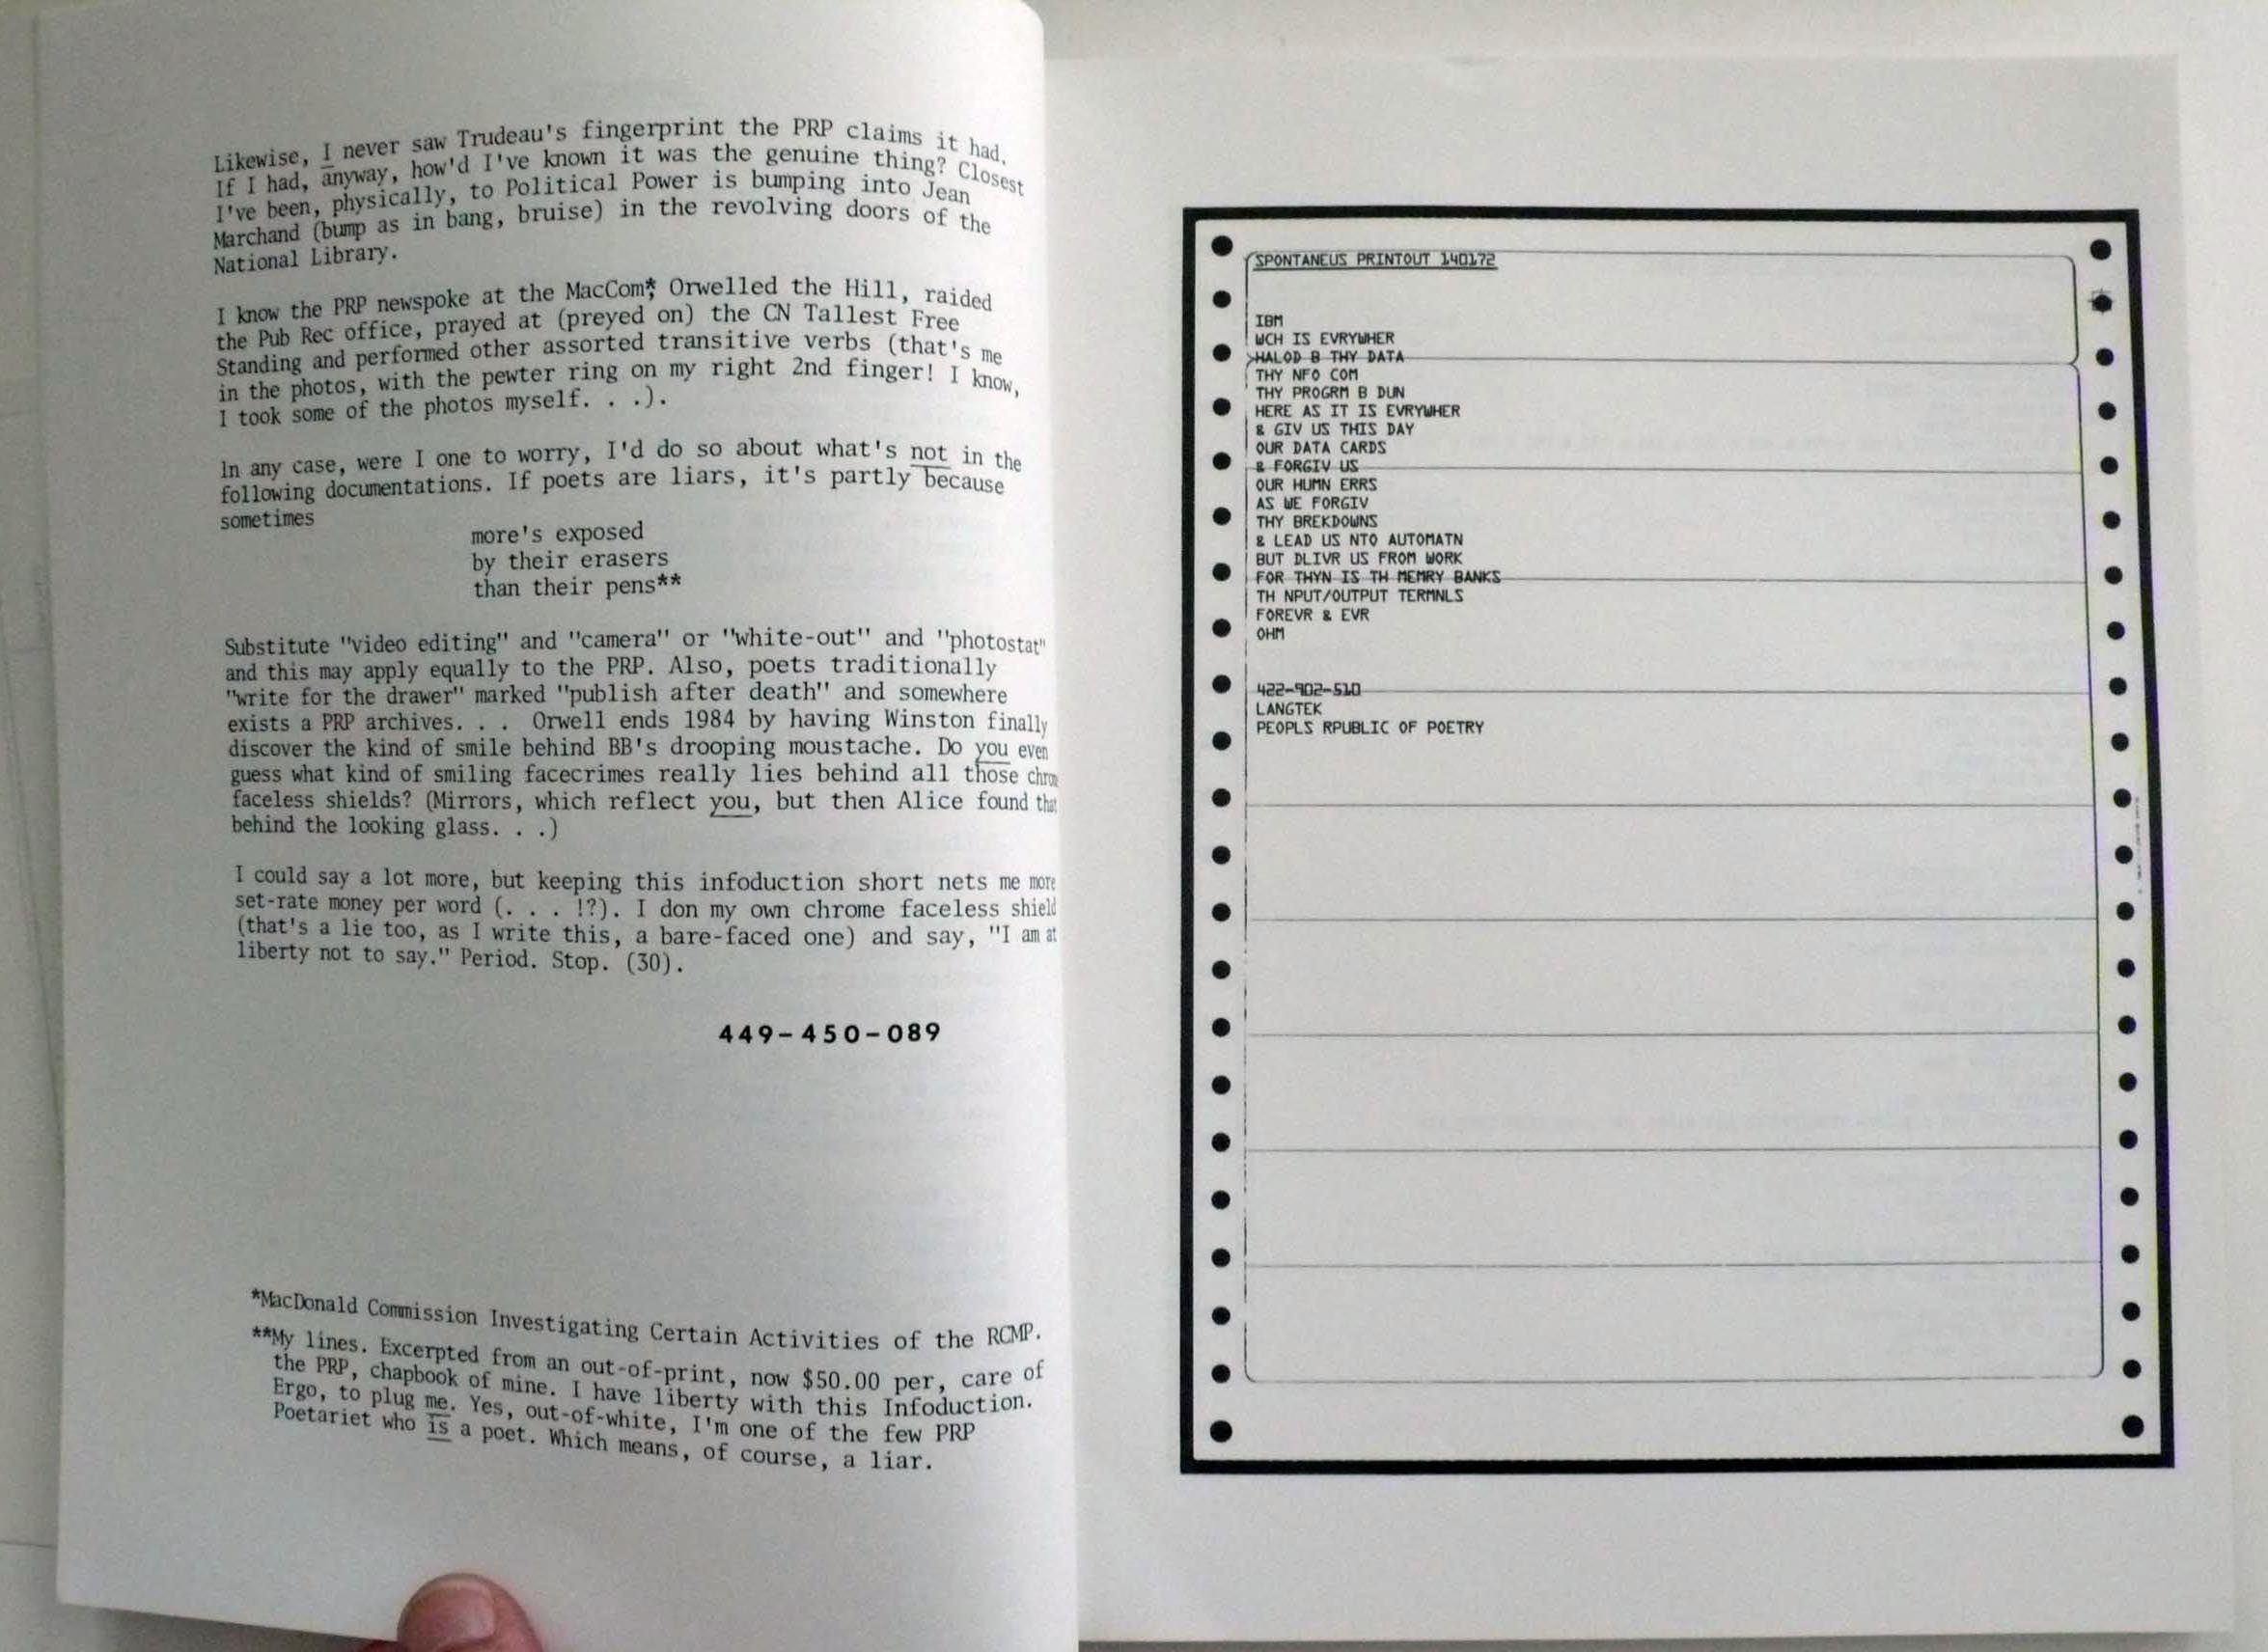 Likewise, I never saw Trudeau's fingerprint the PRP claims it had.
If I had, anyway, how'd I've known it was the genuine thing? Closest
I've been, physically, to Political Power is bumping into Jean
Marchand (bump as in bang, bruise) in the revolving doors of the
National Library.
I know the PRP newspoke at the MacCom*, Orwelled the Hill, raided
the Pub Rec office, prayed at (preyed on) the CN Tallest Free
Standing and performed other assorted transitive verbs (that's me
in the photos, with the pewter ring on my right 2nd finger! I know,
I took some of the photos myself. . .).
In any case, were I one to worry, I'd do so about what's not in the
following documentations. If poets are liars, it's partly because
sometimes
more's exposed
by their erasers
than their pens**
Substitute "video editing" and "camera" or "white-out" and "photostat"
and this may apply equally to the PRP. Also, poets traditionally
"write for the drawer" marked "publish after death" and somewhere
exists a PRP archives. . . Orwell ends 1984 by having Winston finally
discover the kind of smile behind BB's drooping moustache. Do you even
guess what kind of smiling facecrimes really lies behind all those
faceless shields? (Mirrors, which reflect you, but then Alice found that
behind the looking glass. . .)
I could say a lot more, but keeping this infoduction short nets me more
set-rate money per word (. . . !?). I don my own chrome faceless shield
(that's a lie too, as I write this, a bare-faced one) and say, "I am at
liberty not to say." Period. Stop. (30).
449-450-089
*MacDonald Commission Investigating Certain Activities of the RCMP.
**My lines. Excerpted from an out-of-print, now $50.00 per, care of
the PRP, chapbook of mine. I have liberty with this Infoduction.
Ergo, to plug me. Yes, out-of-white, I'm one of the few PRP
Poetariet who is a poet. Which means, of course, a liar.
SPONTANEUS PRINTOUT 140172
IBM
WCH IS EVRYWHER
HALOD B THY DATA
THY NFO COM
THY PROGRM B DUN
HERE AS IT IS EVRYWHER
& GIV US THIS DAY
OUR DATA CARDS
& FORGIV US
OUR HUMN ERRS
AS WE FORGIV
THY BREKDOWNS
& LEAD US NTO AUTOMATN
BUT DLIVR US FROM WORK
FOR THYN IS TH MEMRY BANKS
TH NPUT/OUTPUT TERMNLS
FOREVR & EVR
OHM
422-902-510
LANGTEK
PEOPLS RPUBLIC OF POETRY